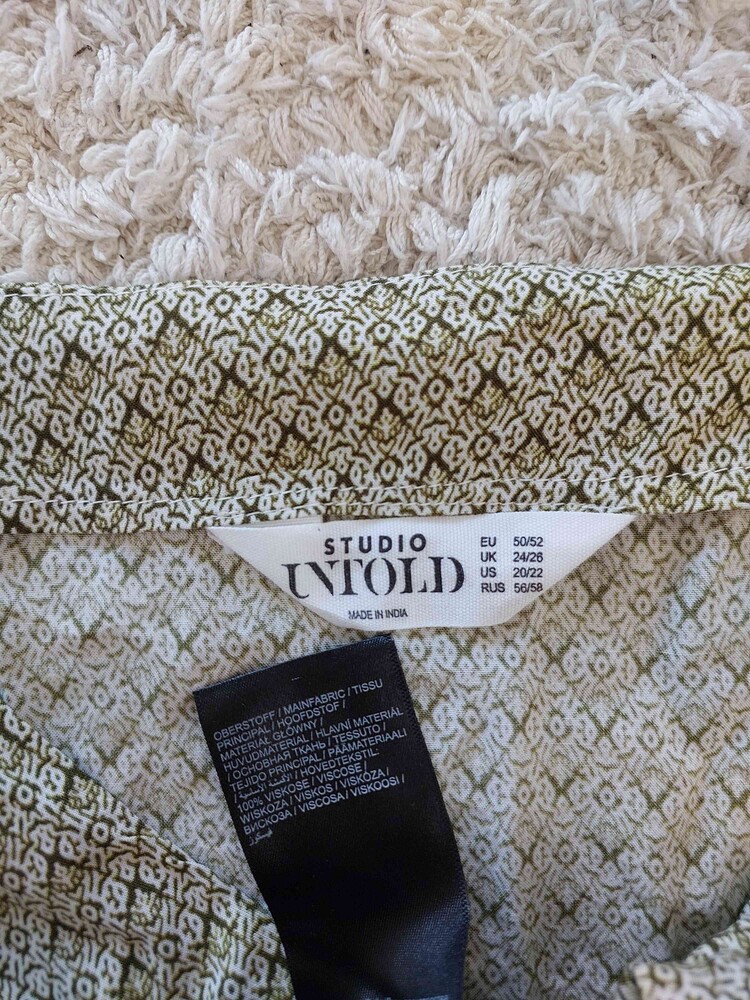 STUDIO
UNTOLD
MADE IN INDIA
EU 50/52
UK 24/26
US 20/22
RUS 56/58
OBERSTOFF / MAINFABRIC / TISSU
PRINCIPAL / HOOFDSTOF /
MATERIAŁ GŁÓWNY /
HUVUDMATERIAL / HLAVNÍ MATERIÁL
/ ОСНОВНАЯ ТКАНЬ / TESSUTO /
TEJIDO PRINCIPAL / PÄÄMATERIAALI
/ HOVEDTEKSTIL
100% VISKOSE / VISCOSE /
WISKOZA / VISKOS / VISKÓZA /
ВИСКОЗА / VISCOSA / VISKOOSI /